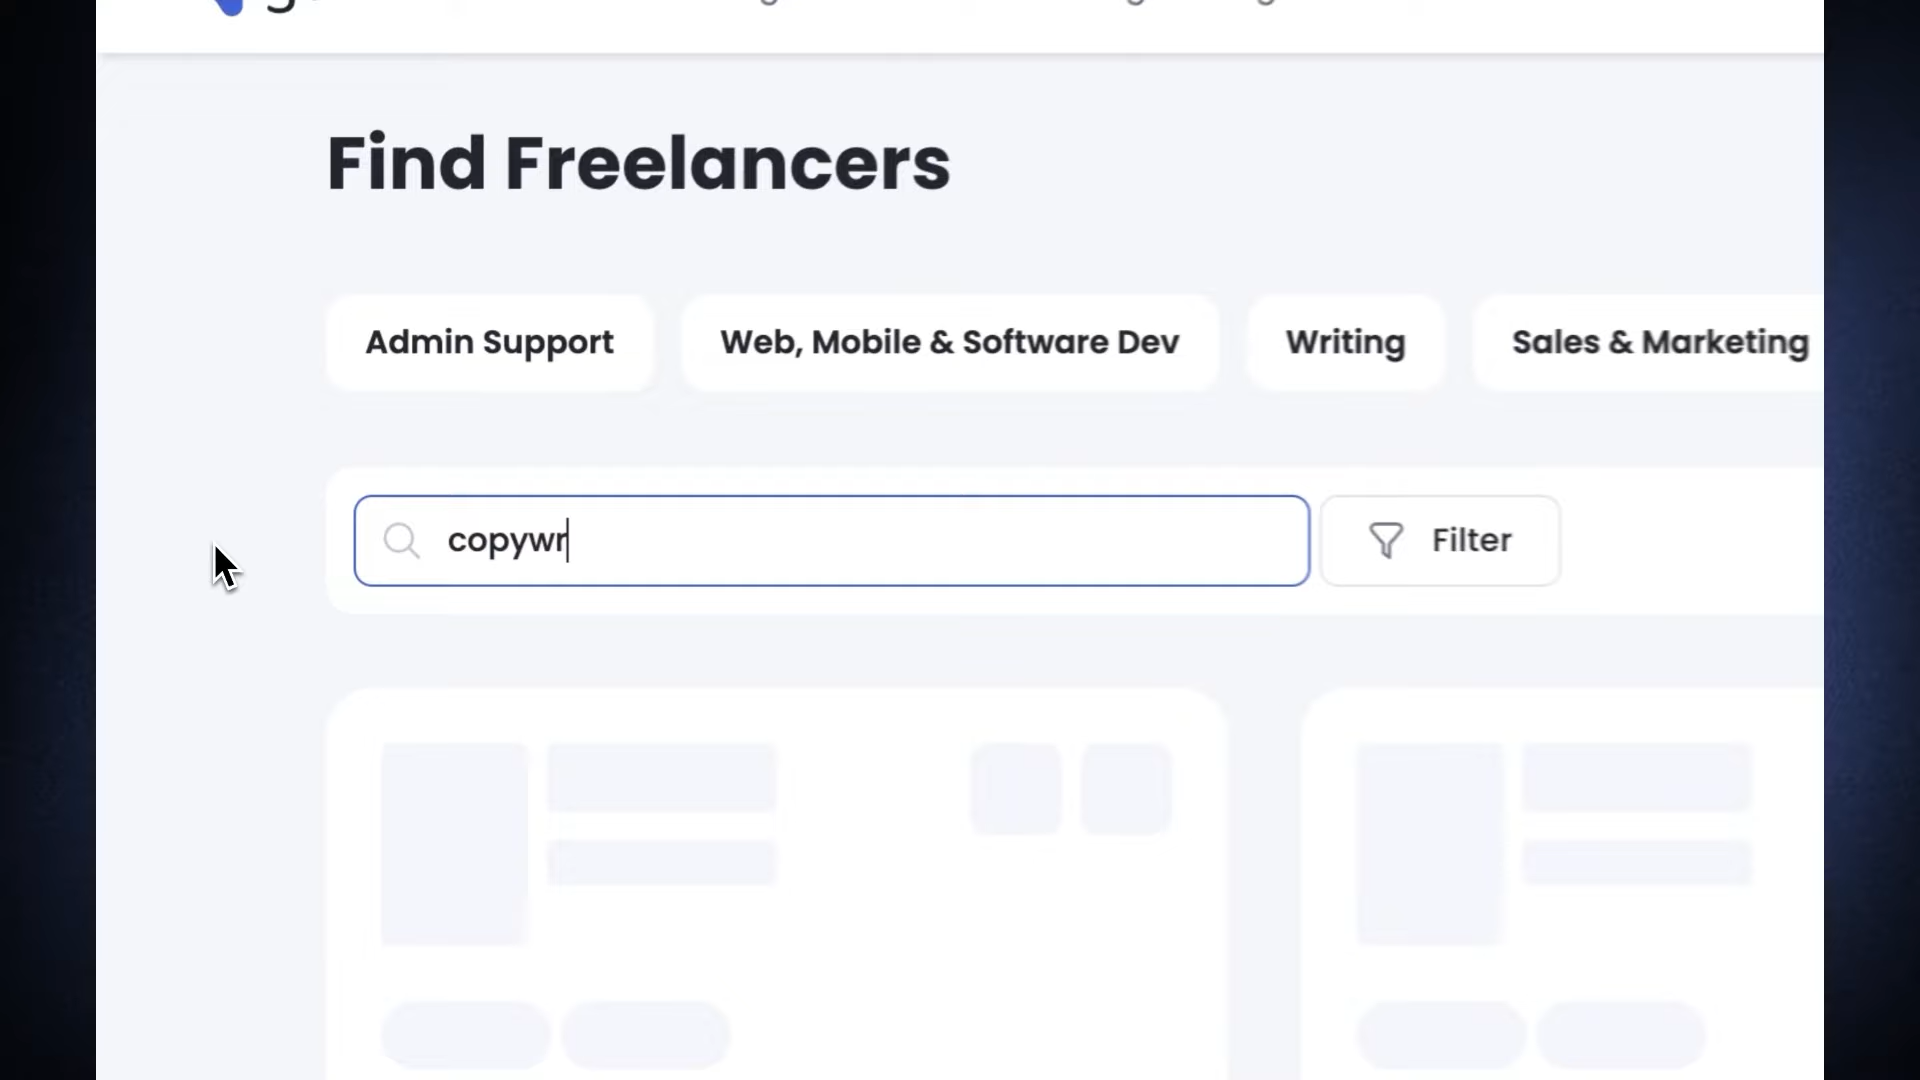 Find Freelancers
Admin Support
Web, Mobile & Software Dev
Writing
Sales & Marketing
copywr
Filter